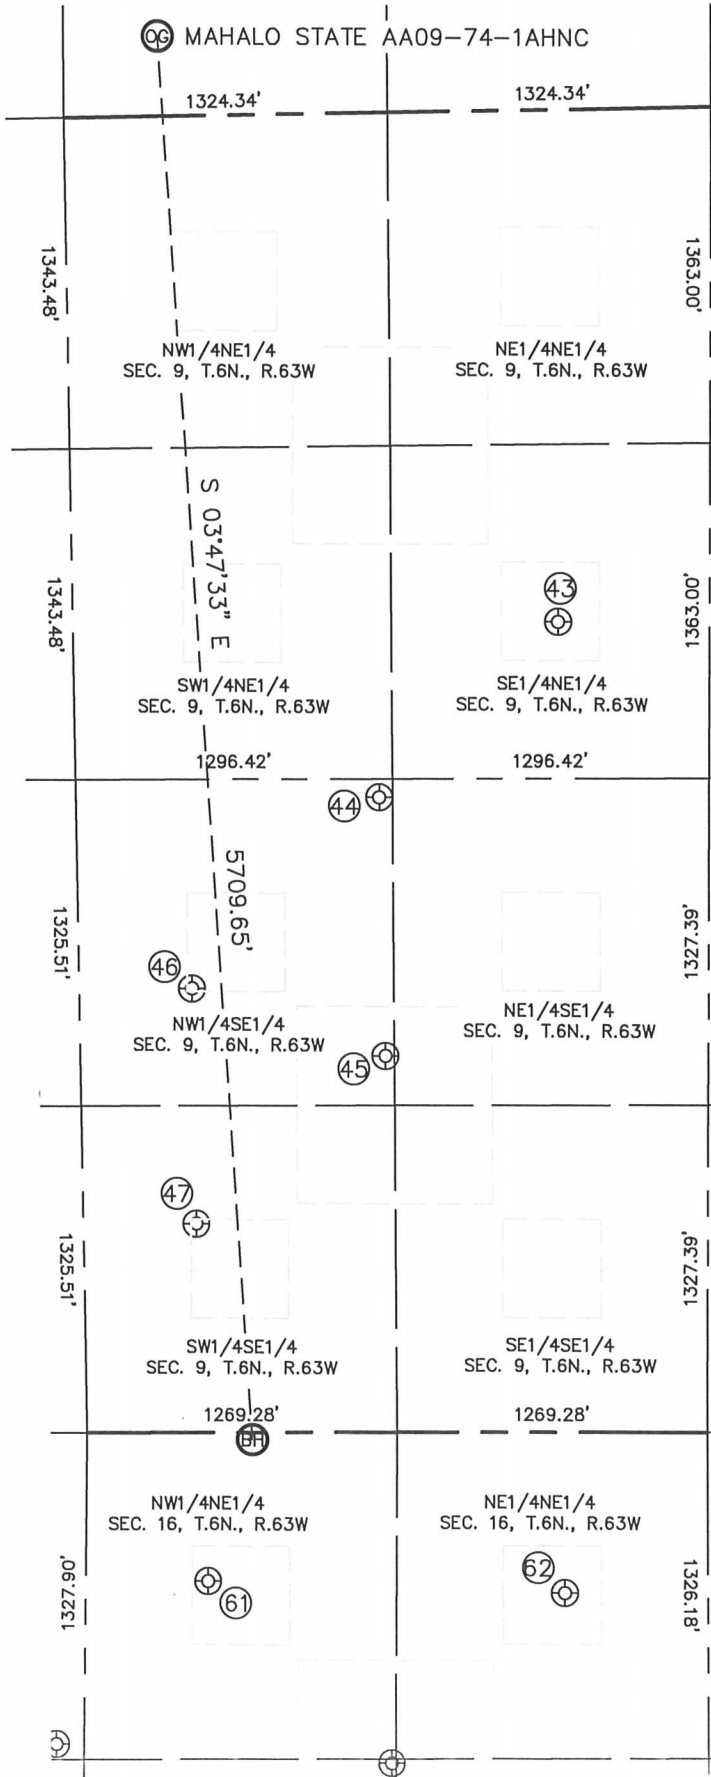 OG MAHALO STATE AA09-74-1AHNC
1324.34' 1324.34'
1343.48' 1363.00'
NW1/4NE1/4
SEC. 9, T.6N., R.63W
NE1/4NE1/4
SEC. 9, T.6N., R.63W
S 03°47'33" E
43
1343.48' 1363.00'
SW1/4NE1/4
SEC. 9, T.6N., R.63W
SE1/4NE1/4
SEC. 9, T.6N., R.63W
1296.42' 1296.42'
44
5709.65'
1325.51' 1327.39'
46
NW1/4SE1/4
SEC. 9, T.6N., R.63W
NE1/4SE1/4
SEC. 9, T.6N., R.63W
45
47
1325.51' 1327.39'
SW1/4SE1/4
SEC. 9, T.6N., R.63W
SE1/4SE1/4
SEC. 9, T.6N., R.63W
1269.28' 1269.28'
BH
NW1/4NE1/4
SEC. 16, T.6N., R.63W
NE1/4NE1/4
SEC. 16, T.6N., R.63W
62
61
1327.90' 1326.18'